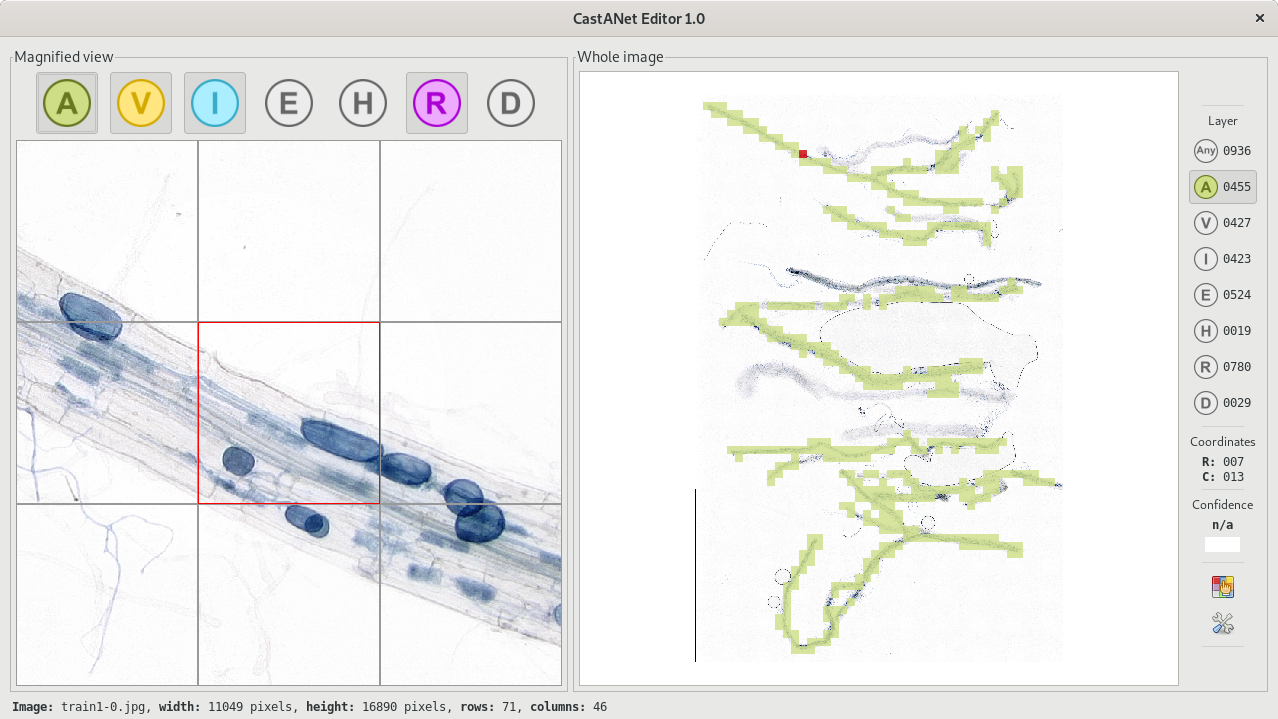 CastANet Editor 1.0
×
Magnified view
A V I E H R D
Whole image
Layer
Any 0936
A 0455
V 0427
I 0423
E 0524
H 0019
R 0780
D 0029
Coordinates
R: 007
C: 013
Confidence
n/a
Image: train1-0.jpg, width: 11049 pixels, height: 16890 pixels, rows: 71, columns: 46